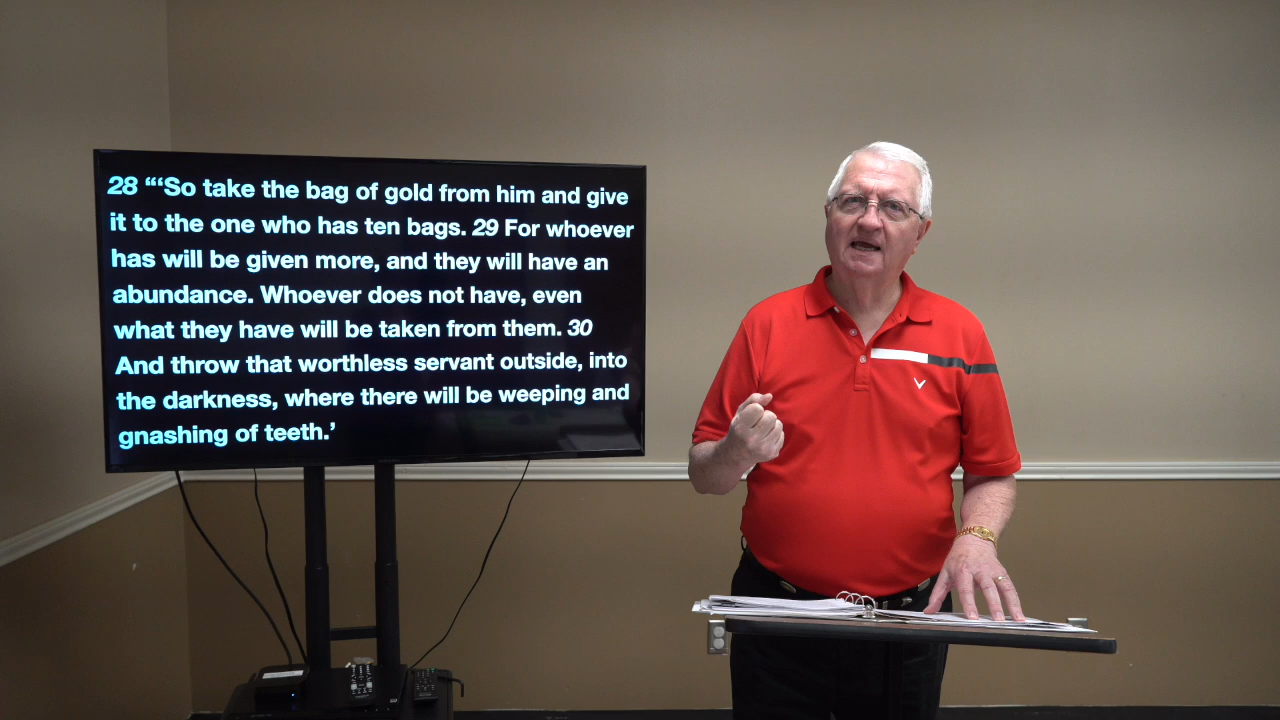 28 “‘So take the bag of gold from him and give
it to the one who has ten bags. 29 For whoever
has will be given more, and they will have an
abundance. Whoever does not have, even
what they have will be taken from them. 30
And throw that worthless servant outside, into
the darkness, where there will be weeping and
gnashing of teeth.’